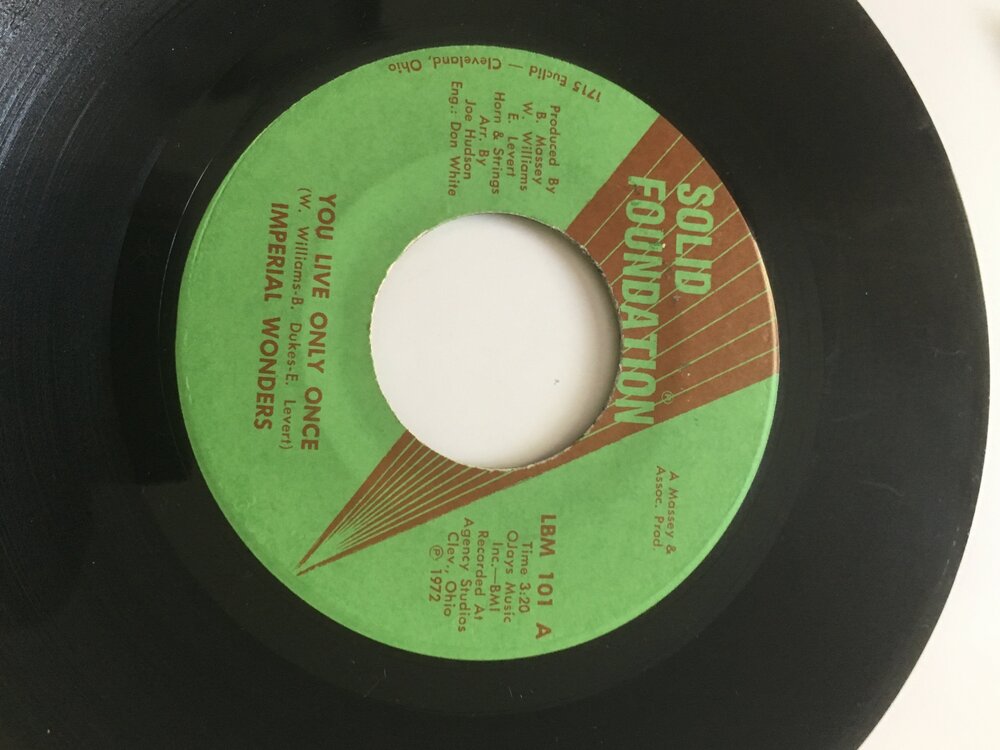 SOLID
FOUNDATION®
A Massey &
Assoc. Prod.
Produced By
B. Massey
W. Williams
E. Levert
Horn & Strings
Arr. By
Joe Hudson
Eng.: Don White
LBM 101 A
Time 3:20
OJays Music
Inc.—BMI
Recorded At
Agency Studios
Clev., Ohio
℗ 1972
YOU LIVE ONLY ONCE
(W. Williams-B. Dukes-E. Levert)
IMPERIAL WONDERS
1715 Euclid — Cleveland, Ohio